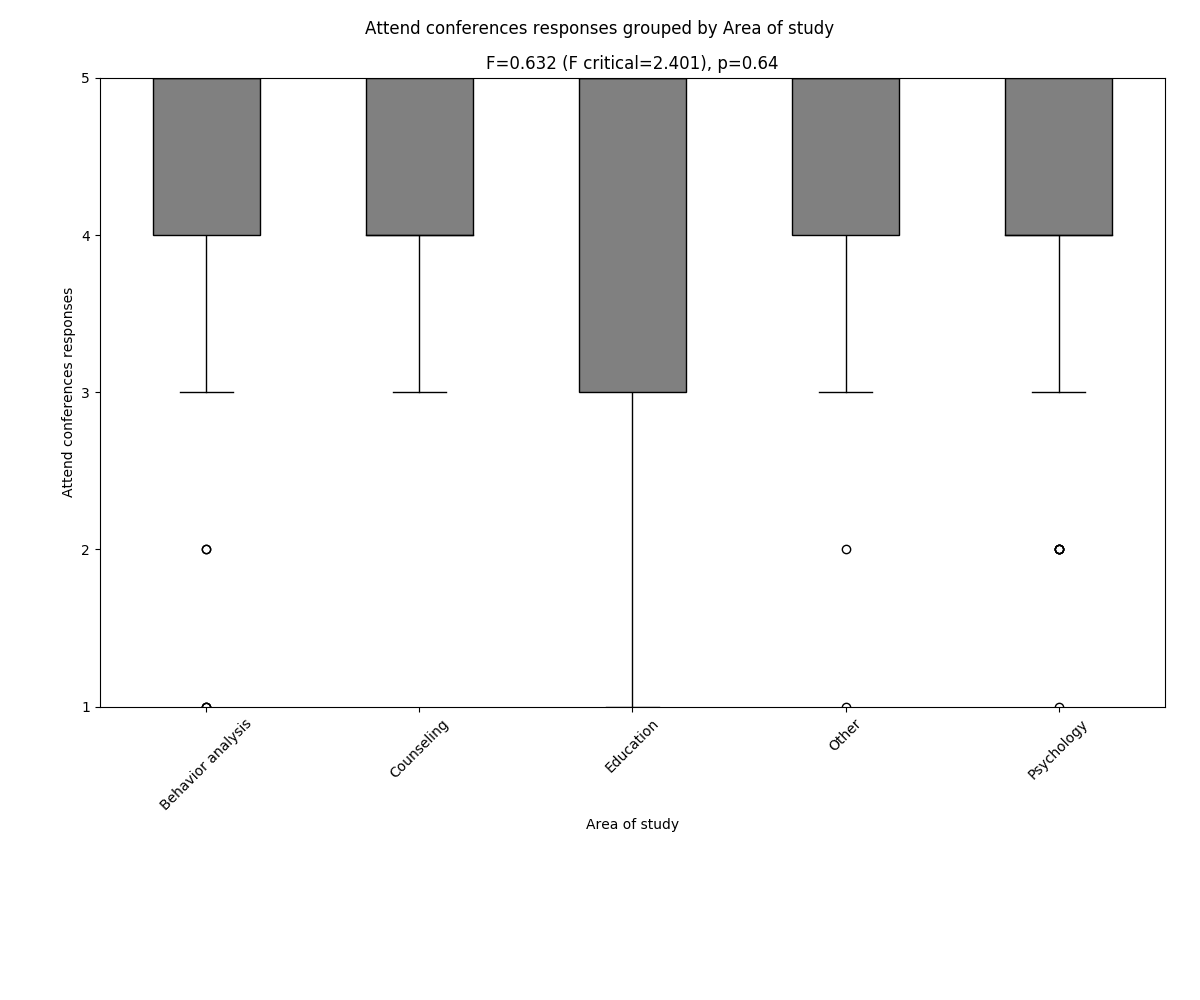 Attend conferences responses grouped by Area of study
F=0.632 (F critical=2.401), p=0.64
5
4
3
2
1
Attend conferences responses
Behavior analysis
Counseling
Education
Other
Psychology
Area of study